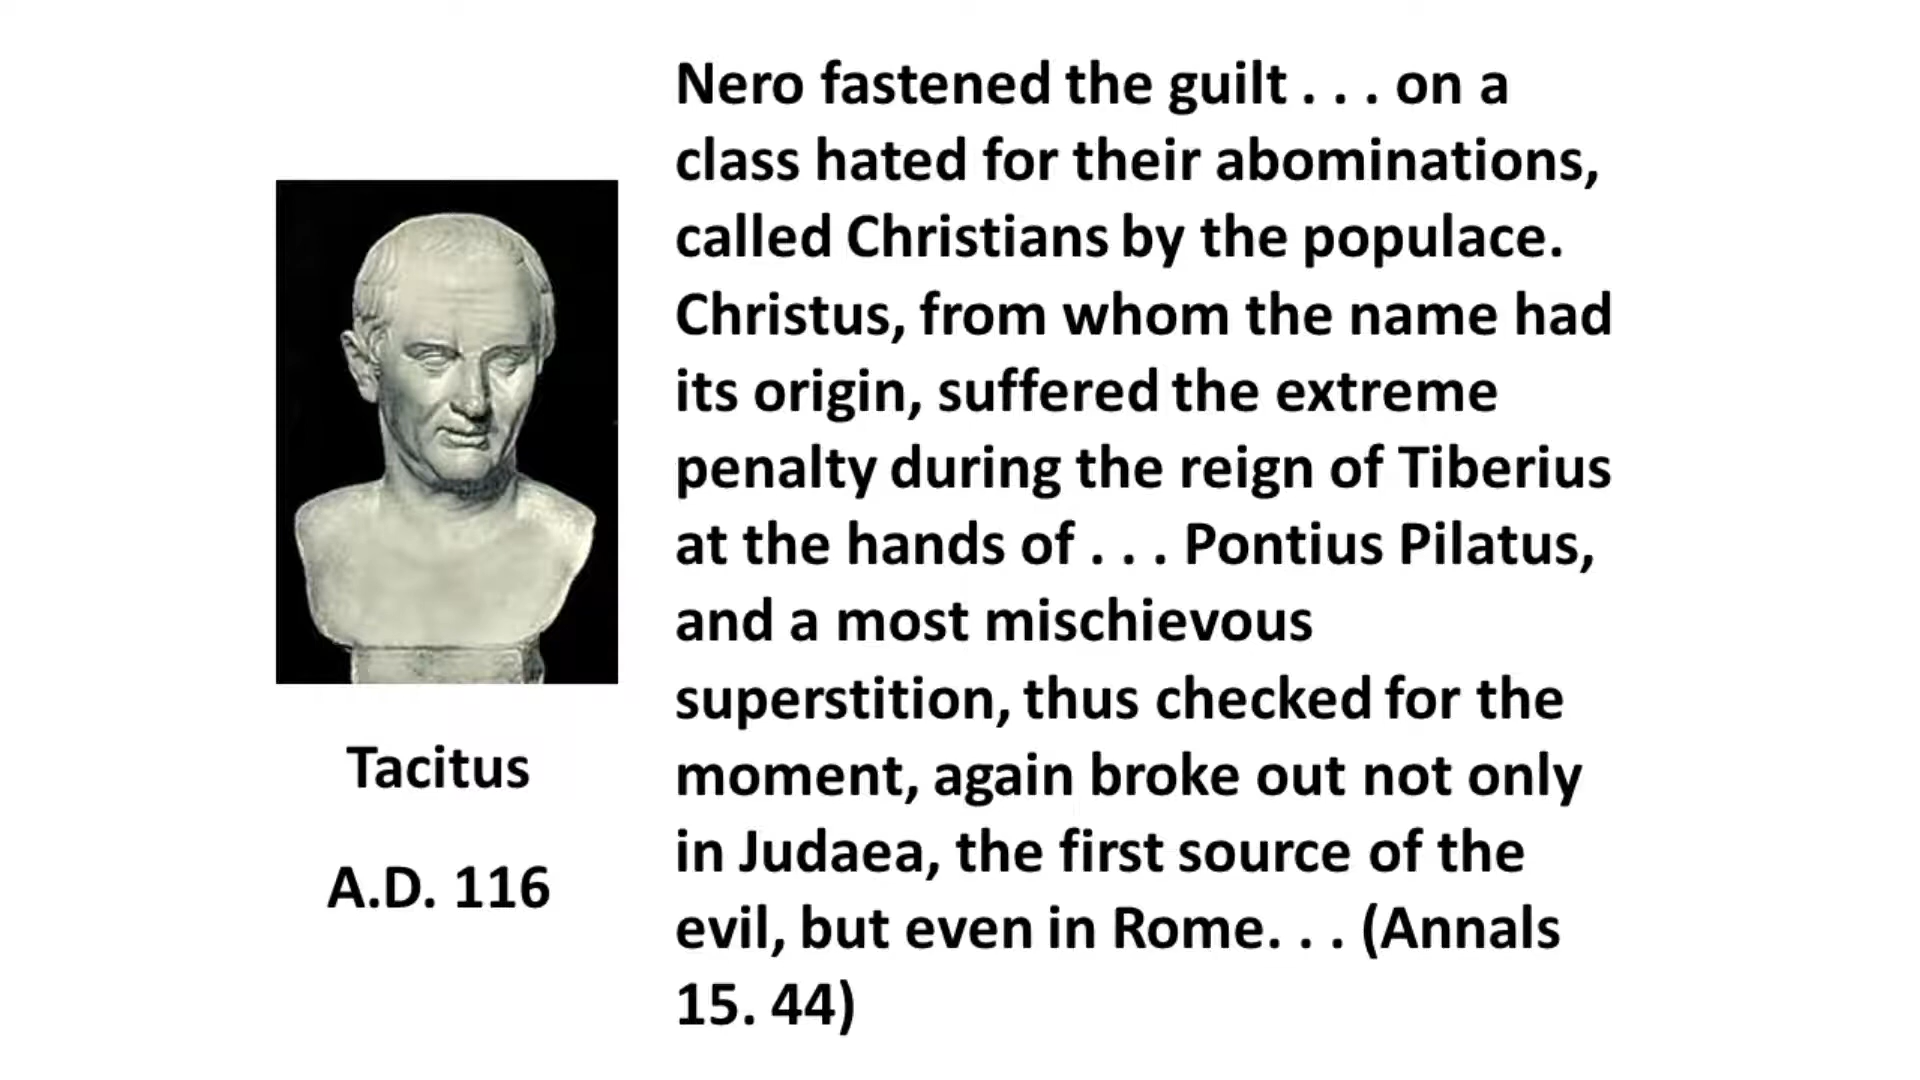 Nero fastened the guilt . . . on a
class hated for their abominations,
called Christians by the populace.
Christus, from whom the name had
its origin, suffered the extreme
penalty during the reign of Tiberius
at the hands of . . . Pontius Pilatus,
and a most mischievous
superstition, thus checked for the
moment, again broke out not only
in Judaea, the first source of the
evil, but even in Rome. . . (Annals
15. 44)
Tacitus
A.D. 116